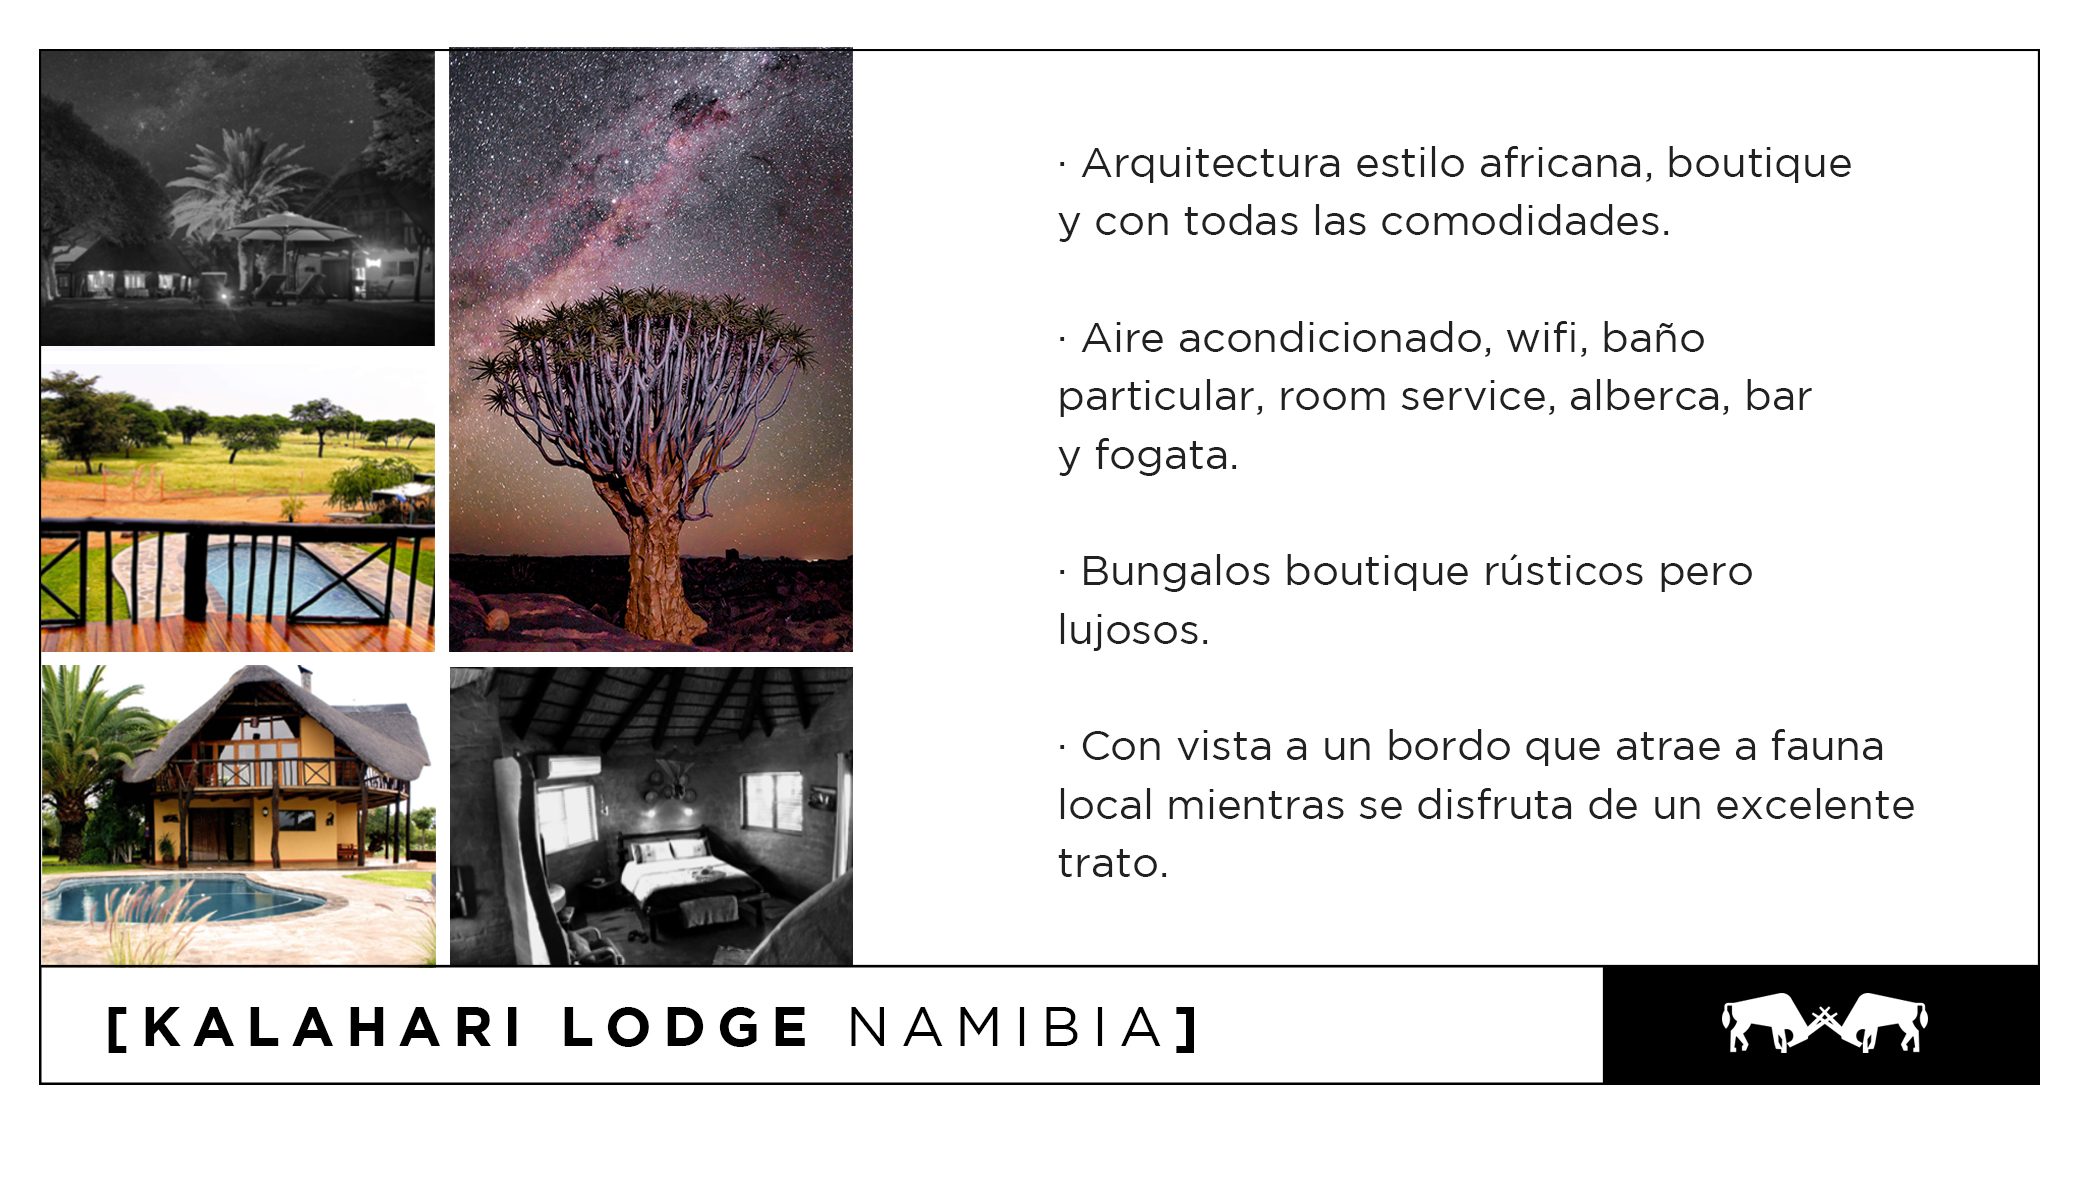 · Arquitectura estilo africana, boutique
y con todas las comodidades.
· Aire acondicionado, wifi, baño
particular, room service, alberca, bar
y fogata.
· Bungalos boutique rústicos pero
lujosos.
· Con vista a un bordo que atrae a fauna
local mientras se disfruta de un excelente
trato.
[KALAHARI LODGE NAMIBIA]